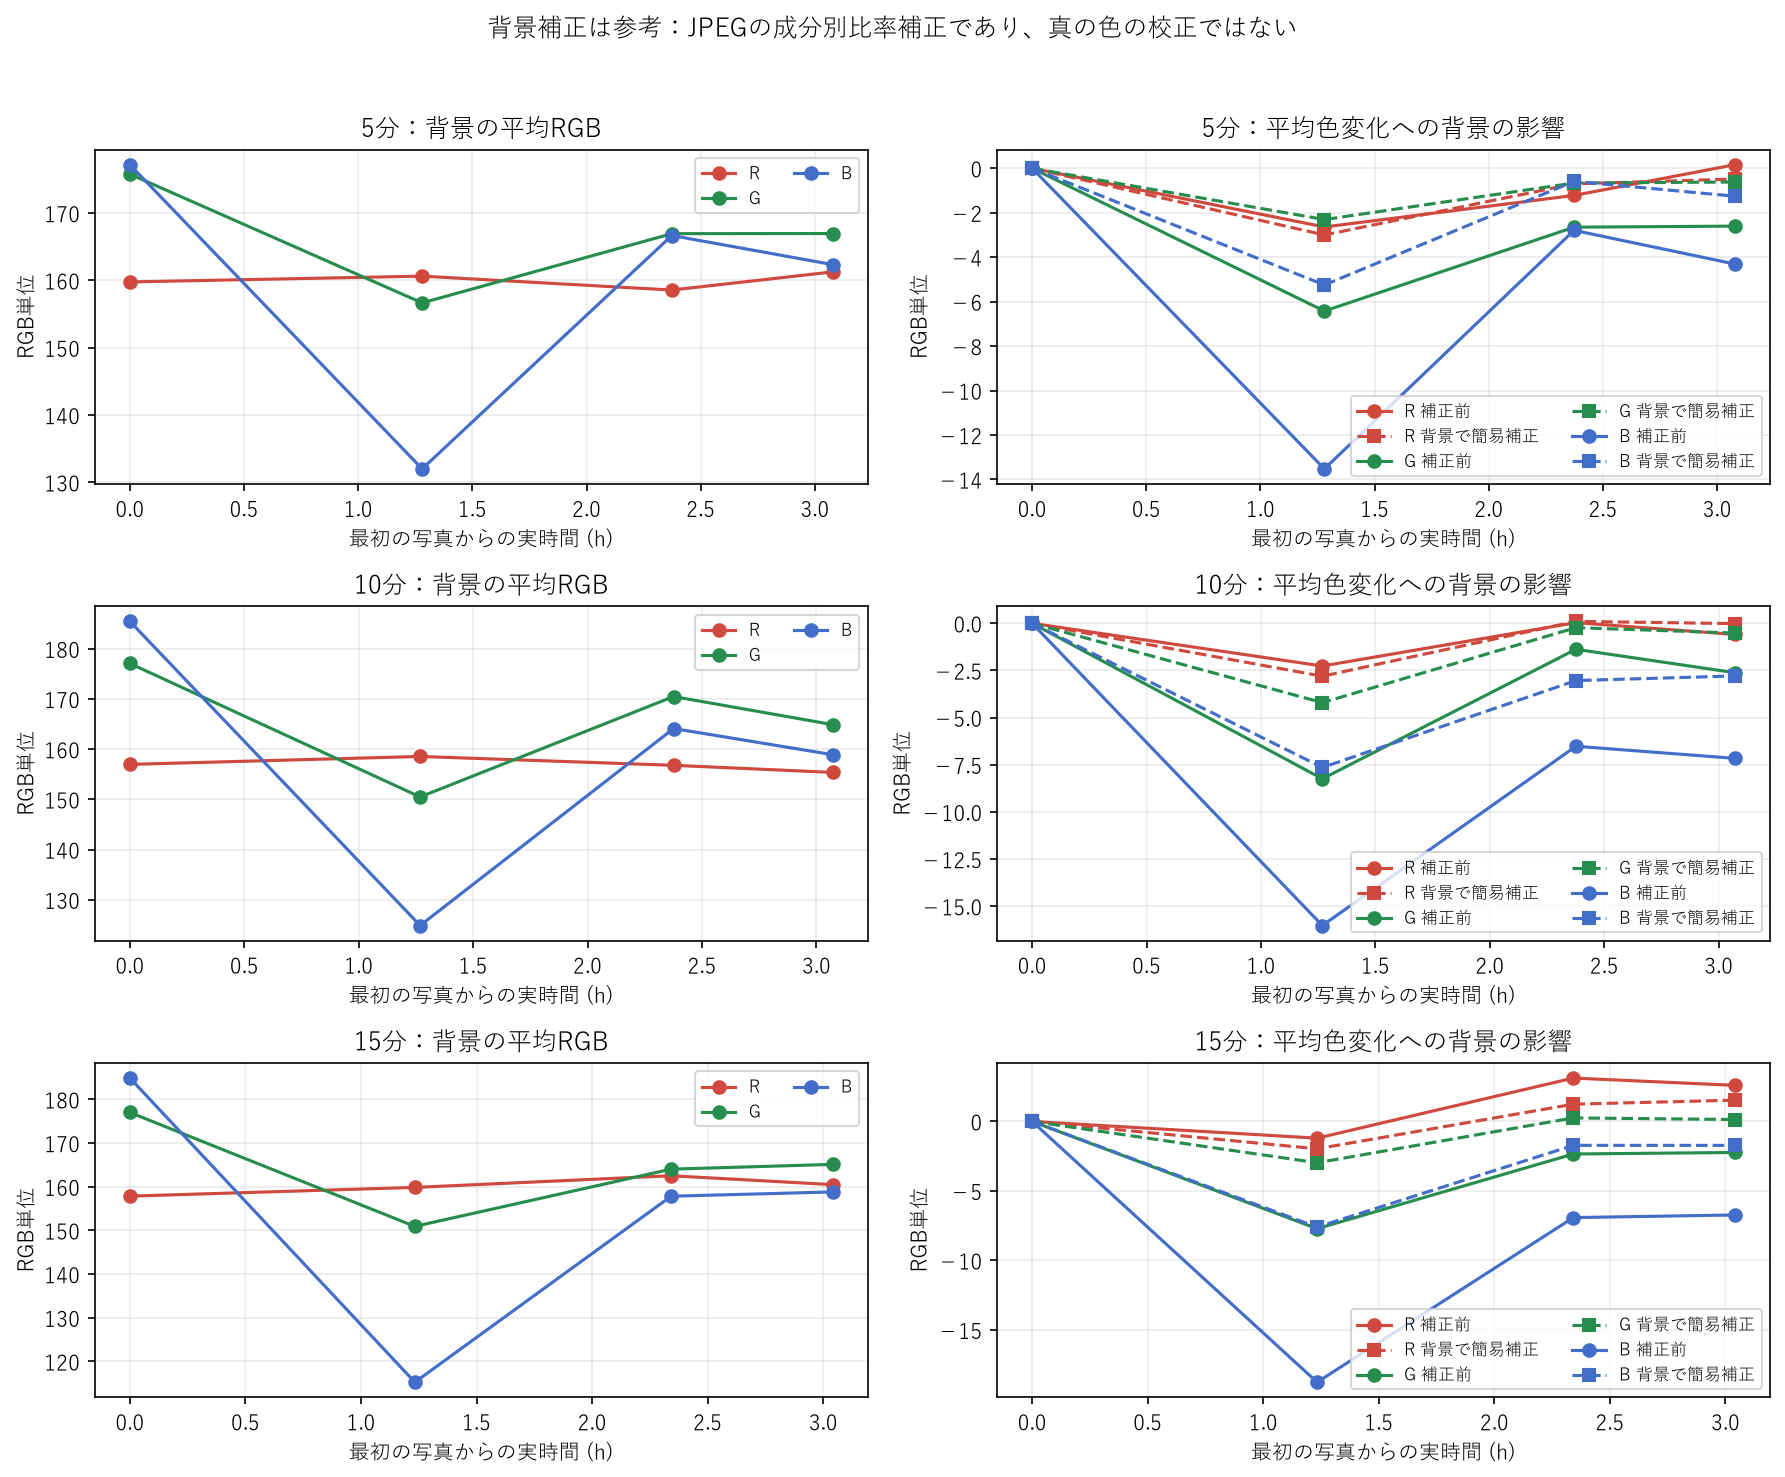 背景補正は参考：JPEGの成分別比率補正であり、真の色の校正ではない
5分：背景の平均RGB
RGB単位
170
160
150
140
130
R
G
B
0.0 0.5 1.0 1.5 2.0 2.5 3.0
最初の写真からの実時間 (h)
5分：平均色変化への背景の影響
RGB単位
0
−2
−4
−6
−8
−10
−12
−14
R 補正前
R 背景で簡易補正
G 補正前
G 背景で簡易補正
B 補正前
B 背景で簡易補正
0.0 0.5 1.0 1.5 2.0 2.5 3.0
最初の写真からの実時間 (h)
10分：背景の平均RGB
RGB単位
180
170
160
150
140
130
R
G
B
0.0 0.5 1.0 1.5 2.0 2.5 3.0
最初の写真からの実時間 (h)
10分：平均色変化への背景の影響
RGB単位
0.0
−2.5
−5.0
−7.5
−10.0
−12.5
−15.0
R 補正前
R 背景で簡易補正
G 補正前
G 背景で簡易補正
B 補正前
B 背景で簡易補正
0.0 0.5 1.0 1.5 2.0 2.5 3.0
最初の写真からの実時間 (h)
15分：背景の平均RGB
RGB単位
180
170
160
150
140
130
120
R
G
B
0.0 0.5 1.0 1.5 2.0 2.5 3.0
最初の写真からの実時間 (h)
15分：平均色変化への背景の影響
RGB単位
0
−5
−10
−15
R 補正前
R 背景で簡易補正
G 補正前
G 背景で簡易補正
B 補正前
B 背景で簡易補正
0.0 0.5 1.0 1.5 2.0 2.5 3.0
最初の写真からの実時間 (h)